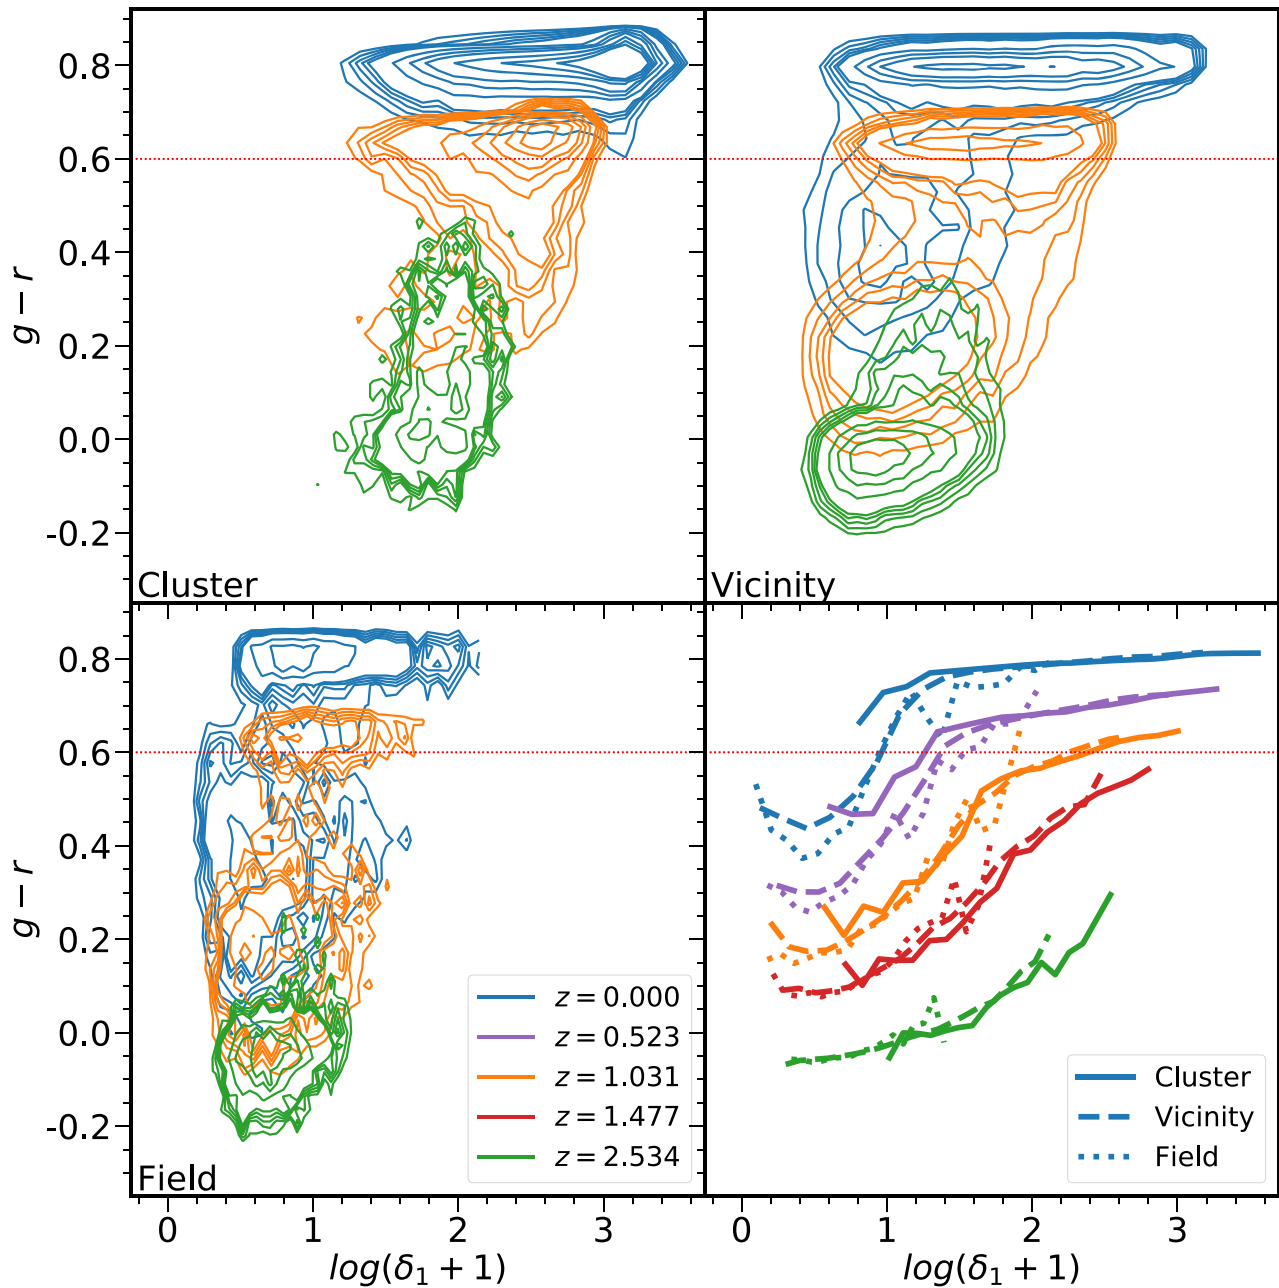 0.8
0.6
0.4
0.2
0.0
-0.2
g − r
Cluster
Vicinity
0.8
0.6
0.4
0.2
0.0
-0.2
g − r
Field
z = 0.000
z = 0.523
z = 1.031
z = 1.477
z = 2.534
Cluster
Vicinity
Field
0 1 2 3
0 1 2 3
log(δ₁ + 1)
log(δ₁ + 1)